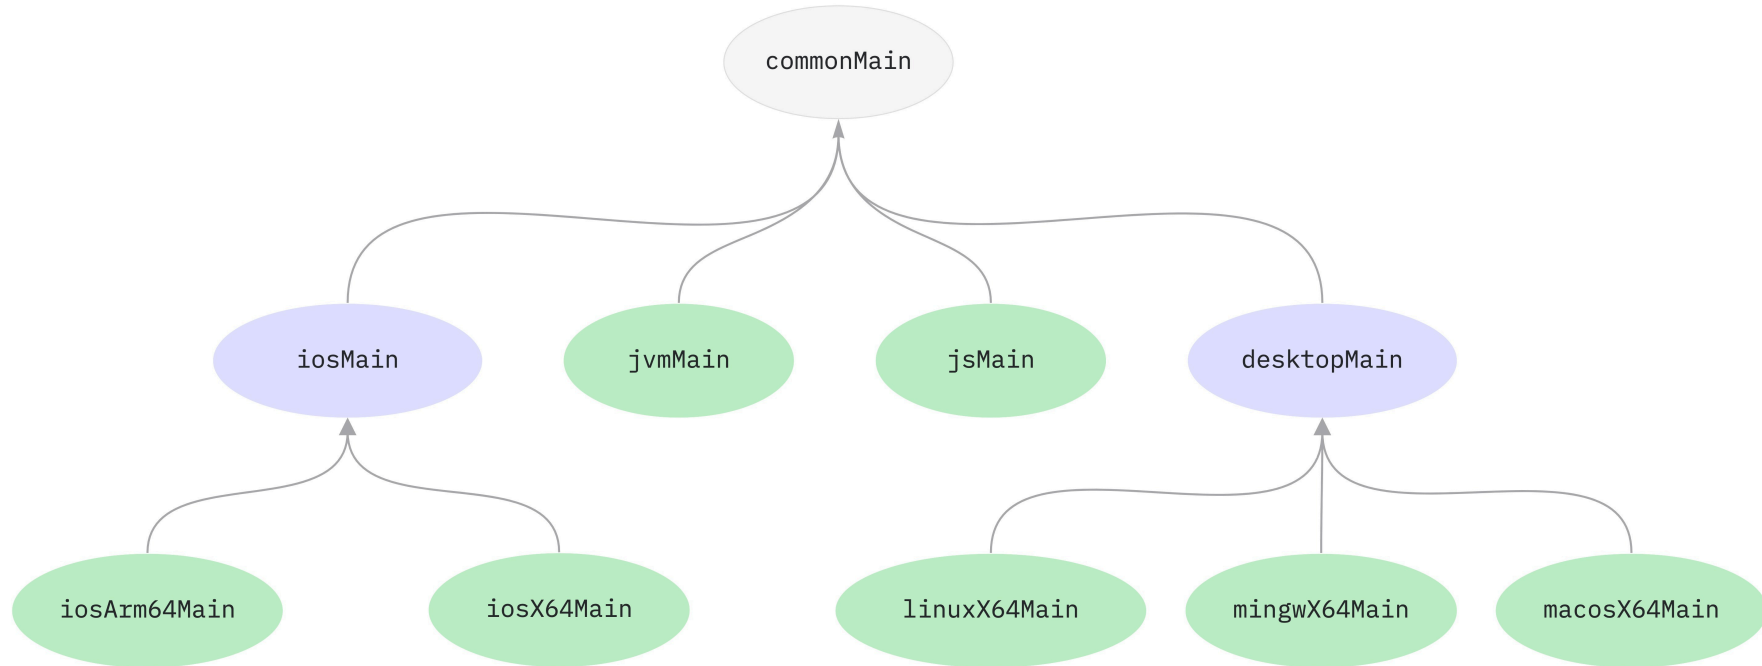 commonMain
iosMain
jvmMain
jsMain
desktopMain
iosArm64Main
iosX64Main
linuxX64Main
mingwX64Main
macosX64Main